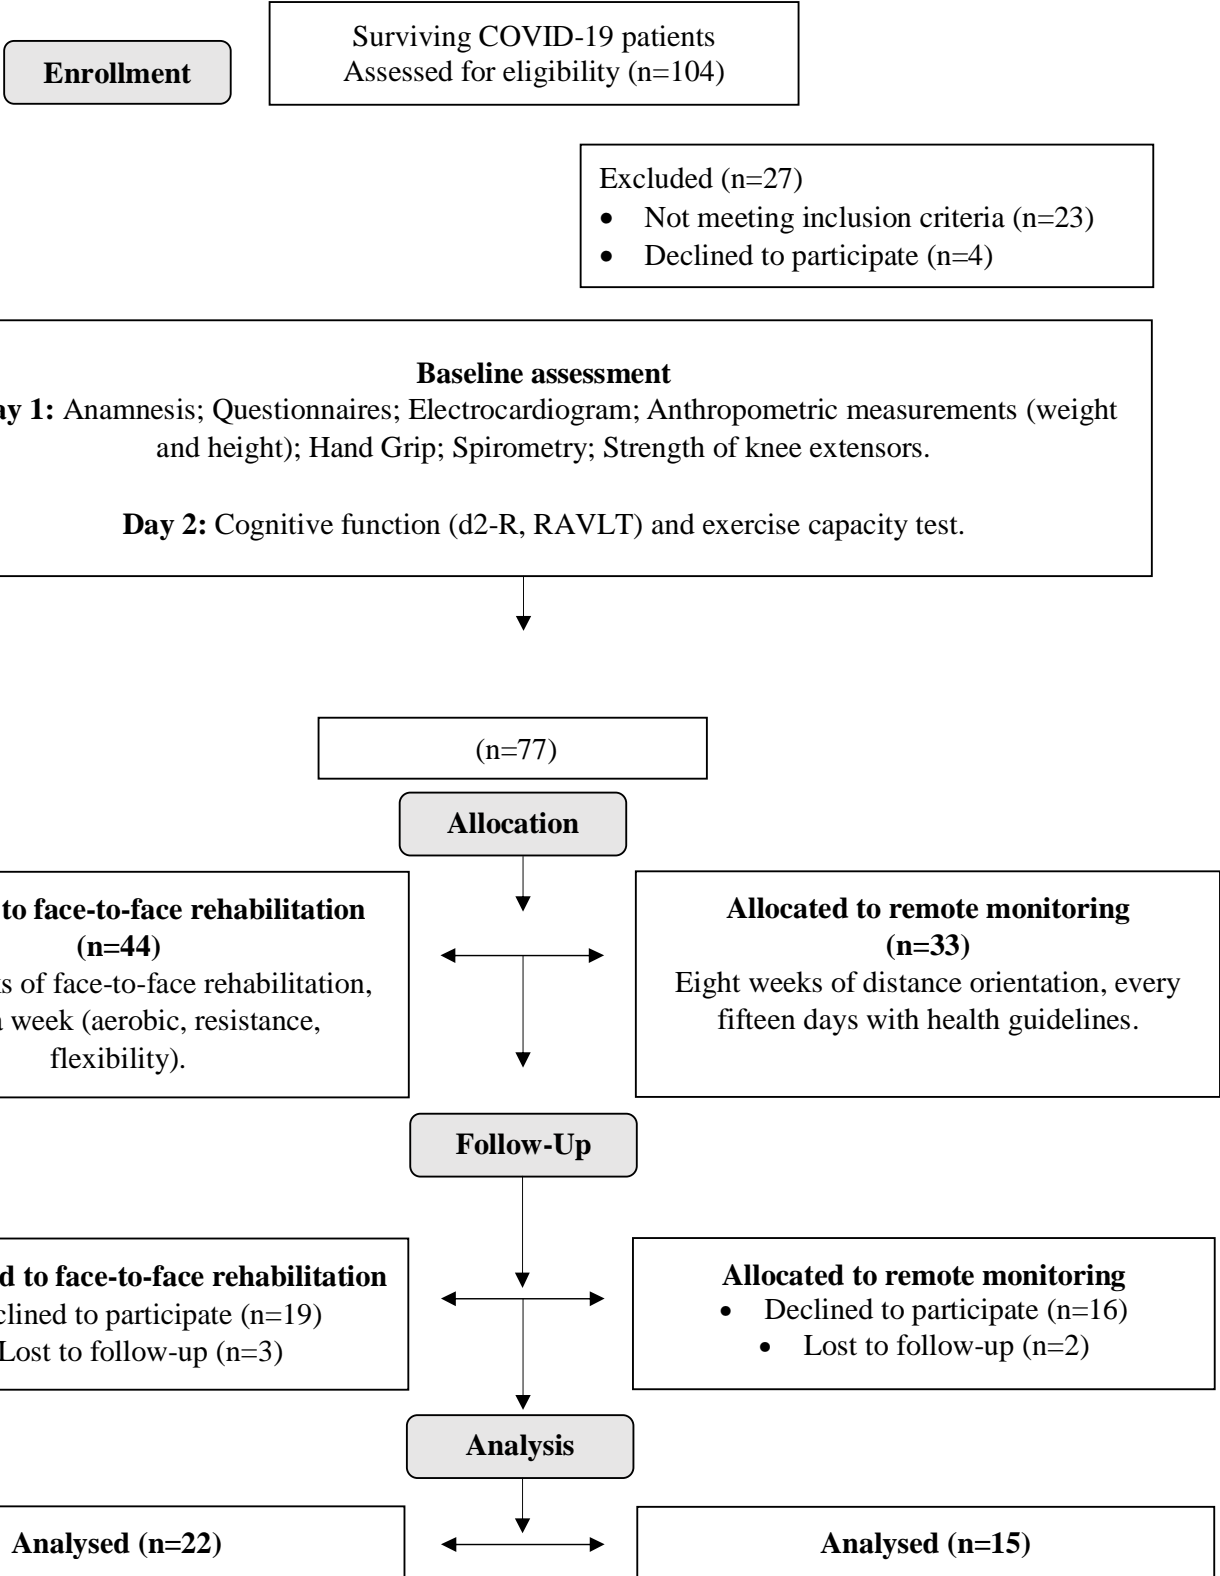 Surviving COVID-19 patients
Assessed for eligibility (n=104)
Enrollment
Excluded (n=27)
• Not meeting inclusion criteria (n=23)
• Declined to participate (n=4)
Baseline assessment
ay 1: Anamnesis; Questionnaires; Electrocardiogram; Anthropometric measurements (weight
and height); Hand Grip; Spirometry; Strength of knee extensors.
Day 2: Cognitive function (d2-R, RAVLT) and exercise capacity test.
(n=77)
Allocation
to face-to-face rehabilitation
(n=44)
s of face-to-face rehabilitation,
a week (aerobic, resistance,
flexibility).
Allocated to remote monitoring
(n=33)
Eight weeks of distance orientation, every
fifteen days with health guidelines.
Follow-Up
d to face-to-face rehabilitation
clined to participate (n=19)
Lost to follow-up (n=3)
Allocated to remote monitoring
• Declined to participate (n=16)
• Lost to follow-up (n=2)
Analysis
Analysed (n=22)
Analysed (n=15)